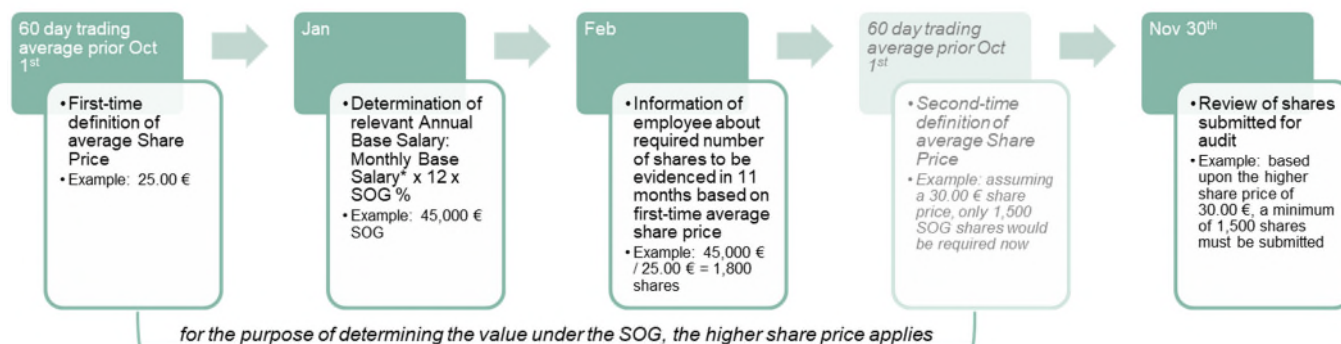 60 day trading
average prior Oct
1st
• First-time
definition of
average Share
Price
• Example: 25.00 €
Jan
• Determination of
relevant Annual
Base Salary:
Monthly Base
Salary* x 12 x
SOG %
• Example: 45,000 €
SOG
Feb
• Information of
employee about
required number
of shares to be
evidenced in 11
months based on
first-time average
share price
• Example: 45,000 €
/ 25.00 € = 1,800
shares
60 day trading
average prior Oct
1st
• Second-time
definition of
average Share
Price
• Example: assuming
a 30.00 € share
price, only 1,500
SOG shares would
be required now
Nov 30th
• Review of shares
submitted for
audit
• Example: based
upon the higher
share price of
30.00 €, a minimum
of 1,500 shares
must be submitted
for the purpose of determining the value under the SOG, the higher share price applies